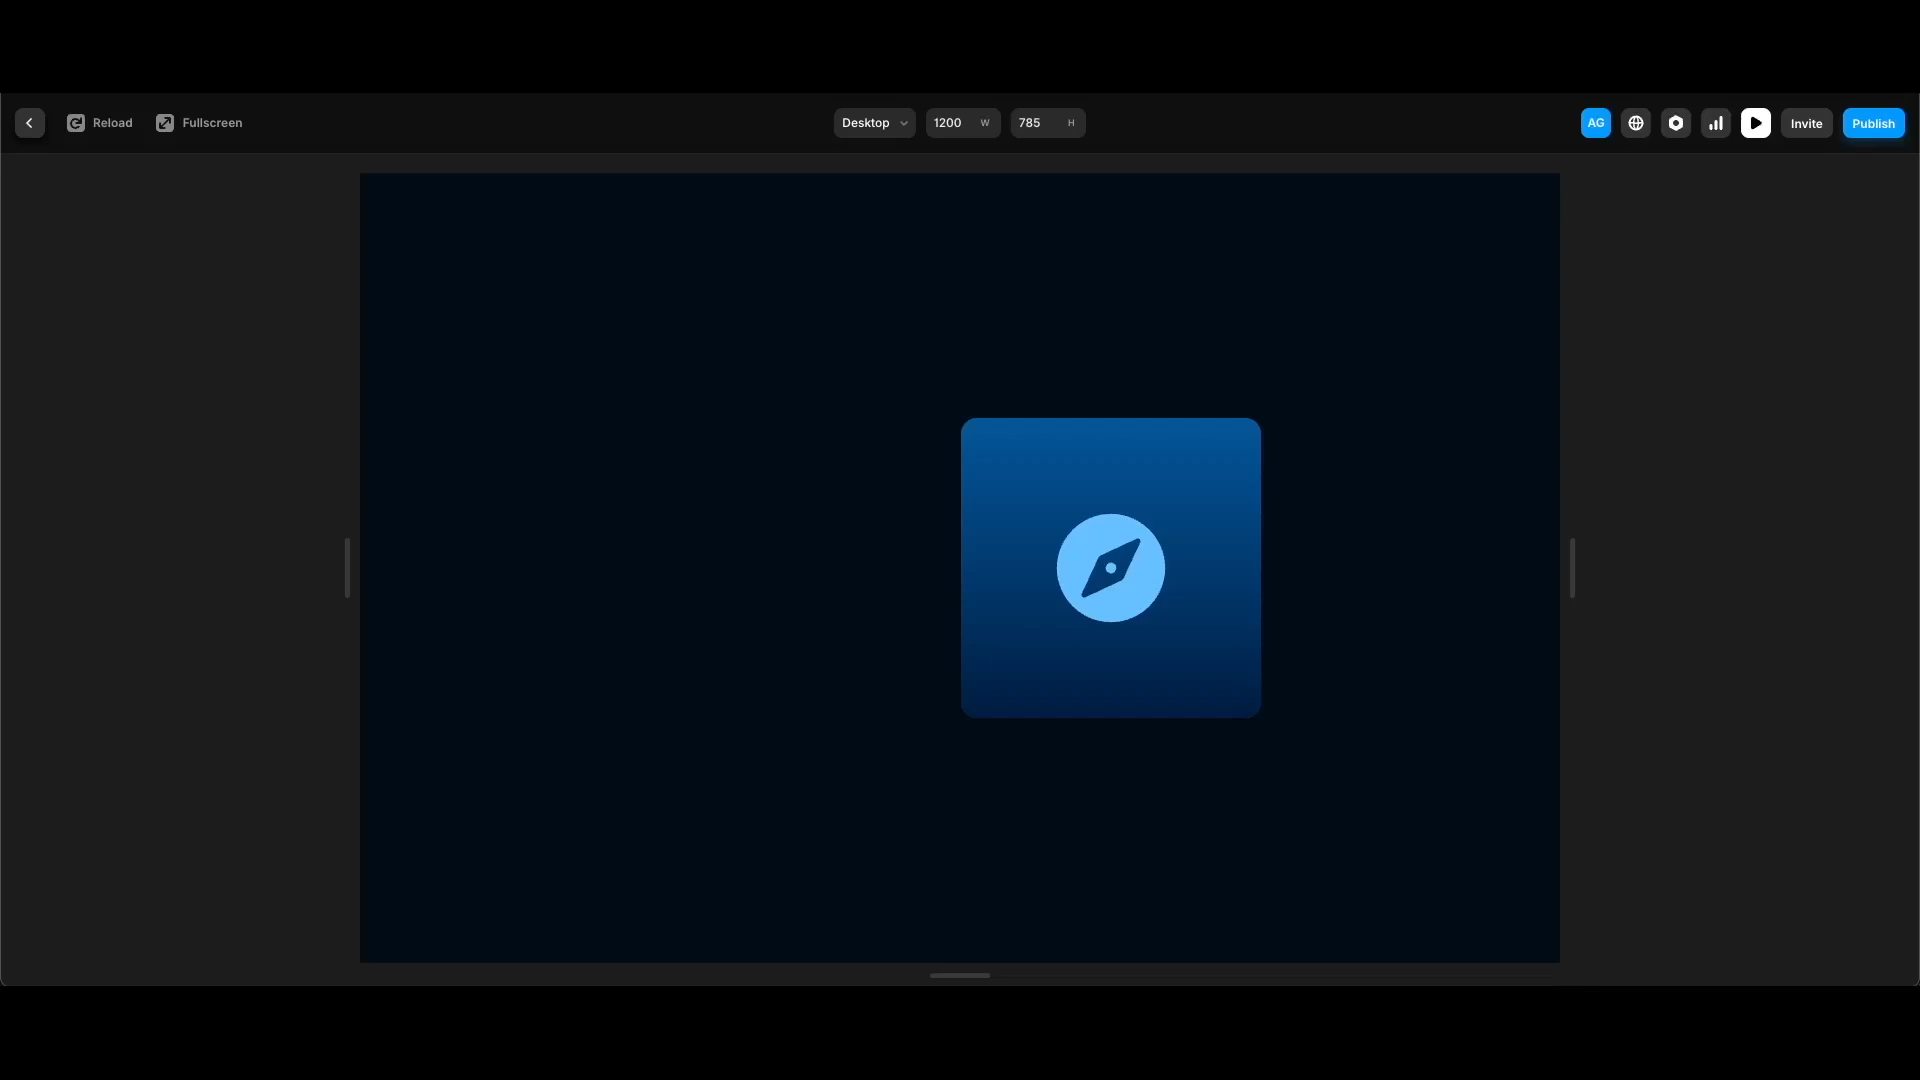 Reload
Fullscreen
Desktop
1200 W
785 H
AG
Invite
Publish